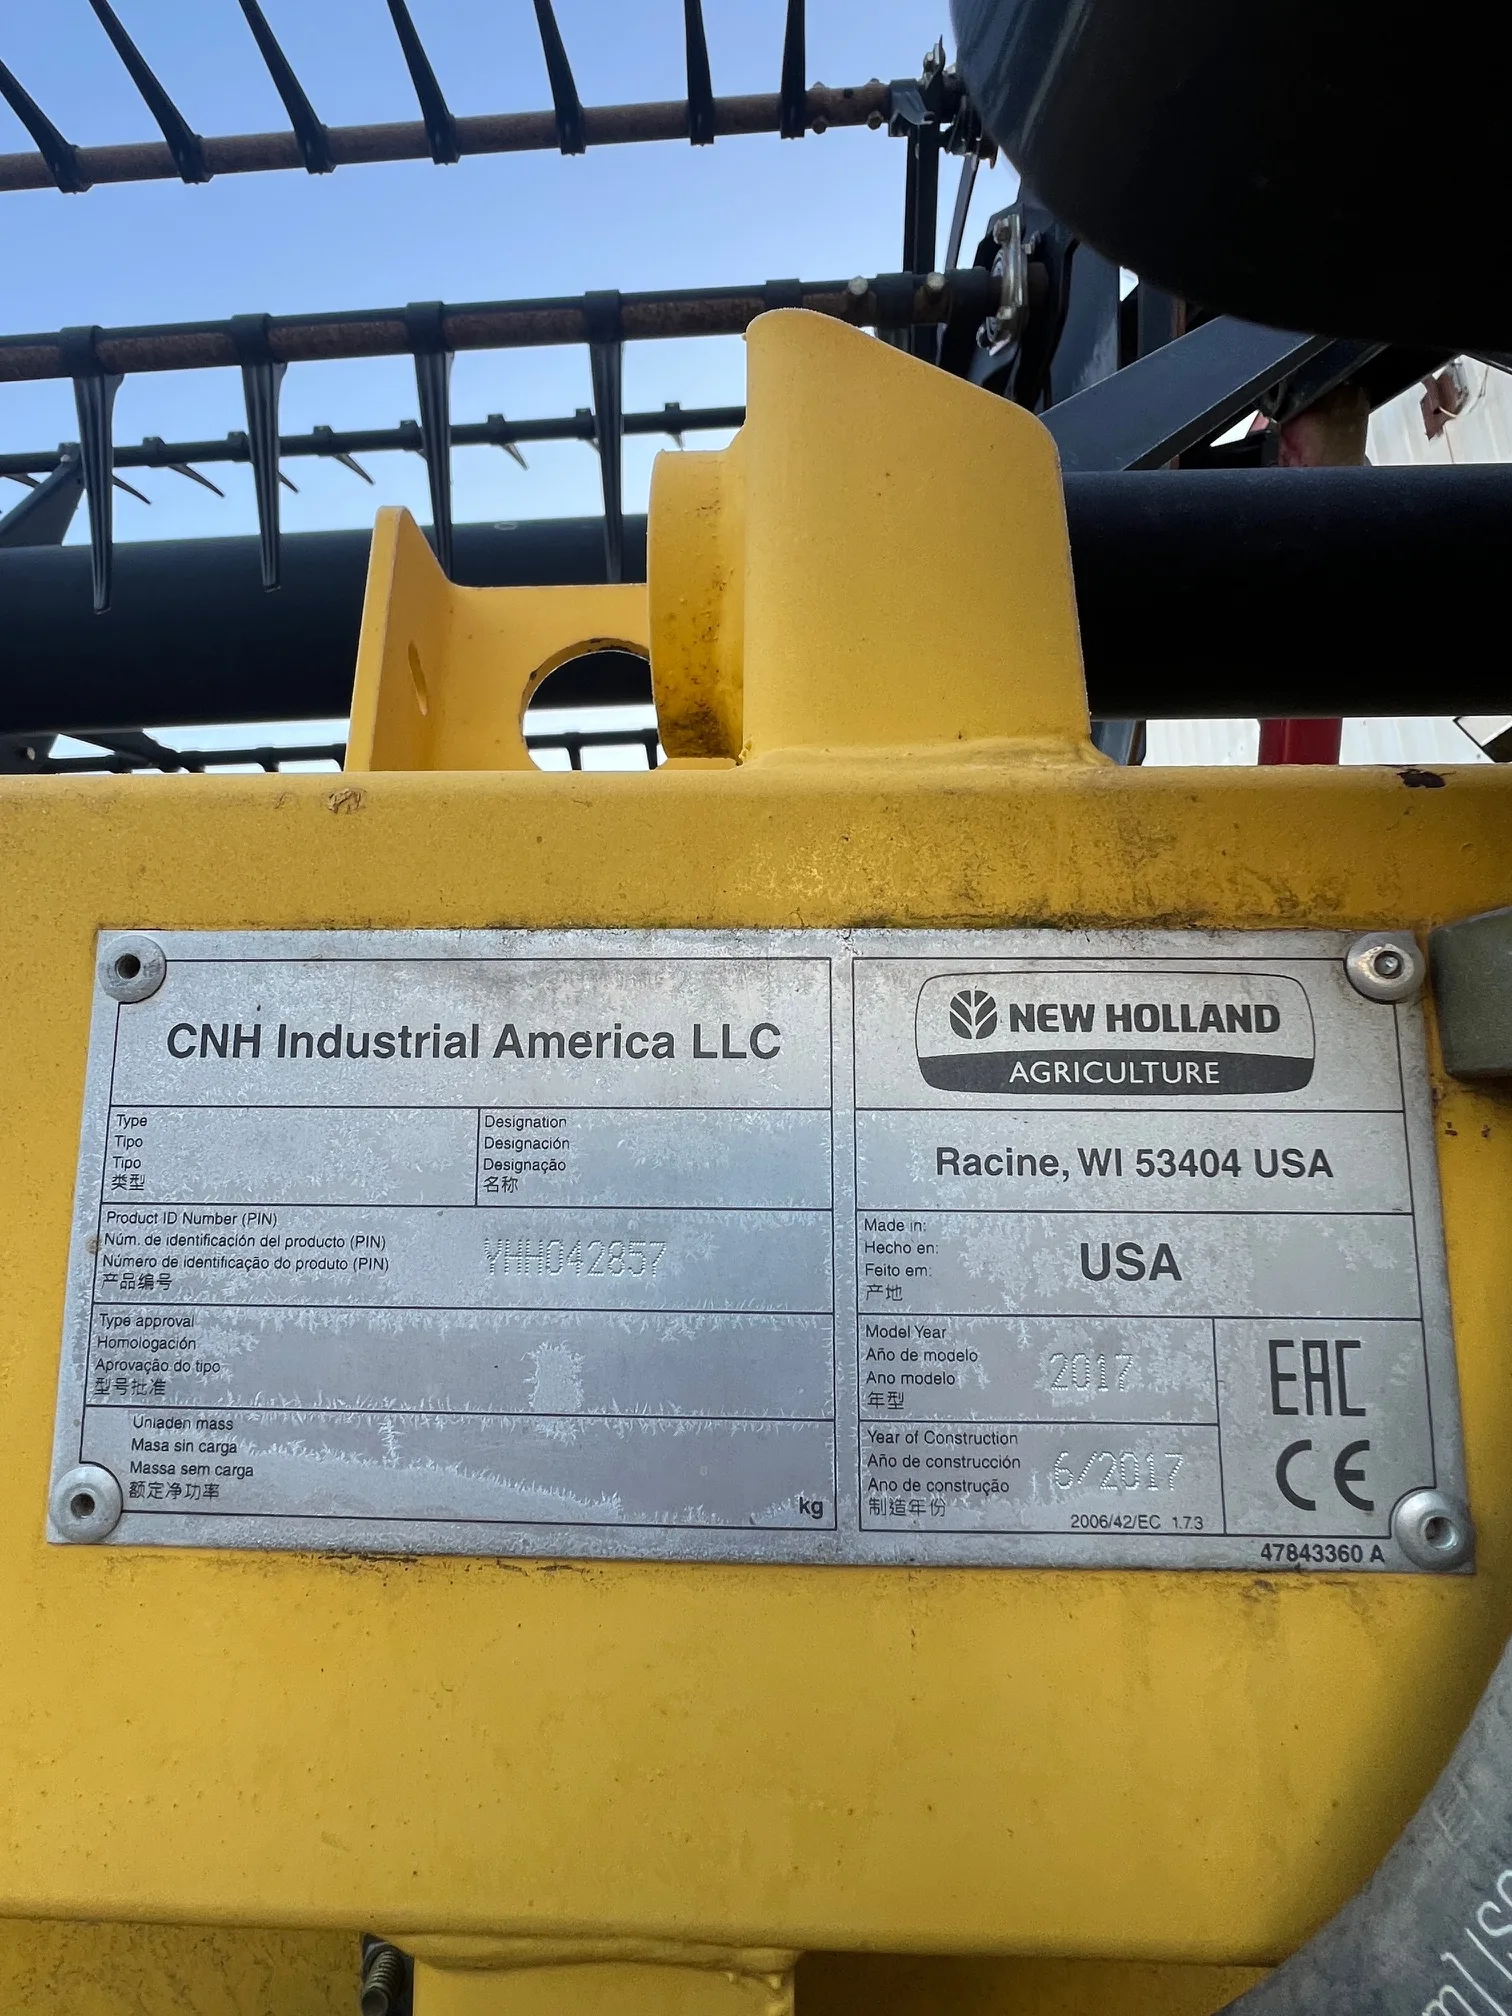 CNH Industrial America LLC
Type
Tipo
Tipo
类型
Designation
Designación
Designação
名称
Product ID Number (PIN)
Núm. de identificación del producto (PIN)
Número de identificação do produto (PIN)
产品编号
YHH042857
Type approval
Homologación
Aprovação do tipo
型号批准
Unladen mass
Masa sin carga
Massa sem carga
额定净功率
kg
NEW HOLLAND
AGRICULTURE
Racine, WI 53404 USA
Made in:
Hecho en:
Feito em:
产地
USA
Model Year
Año de modelo
Ano modelo
年型
2017
Year of Construction
Año de construcción
Ano de construção
制造年份
6/2017
2006/42/EC 1.7.3
EAC
CE
47843360 A